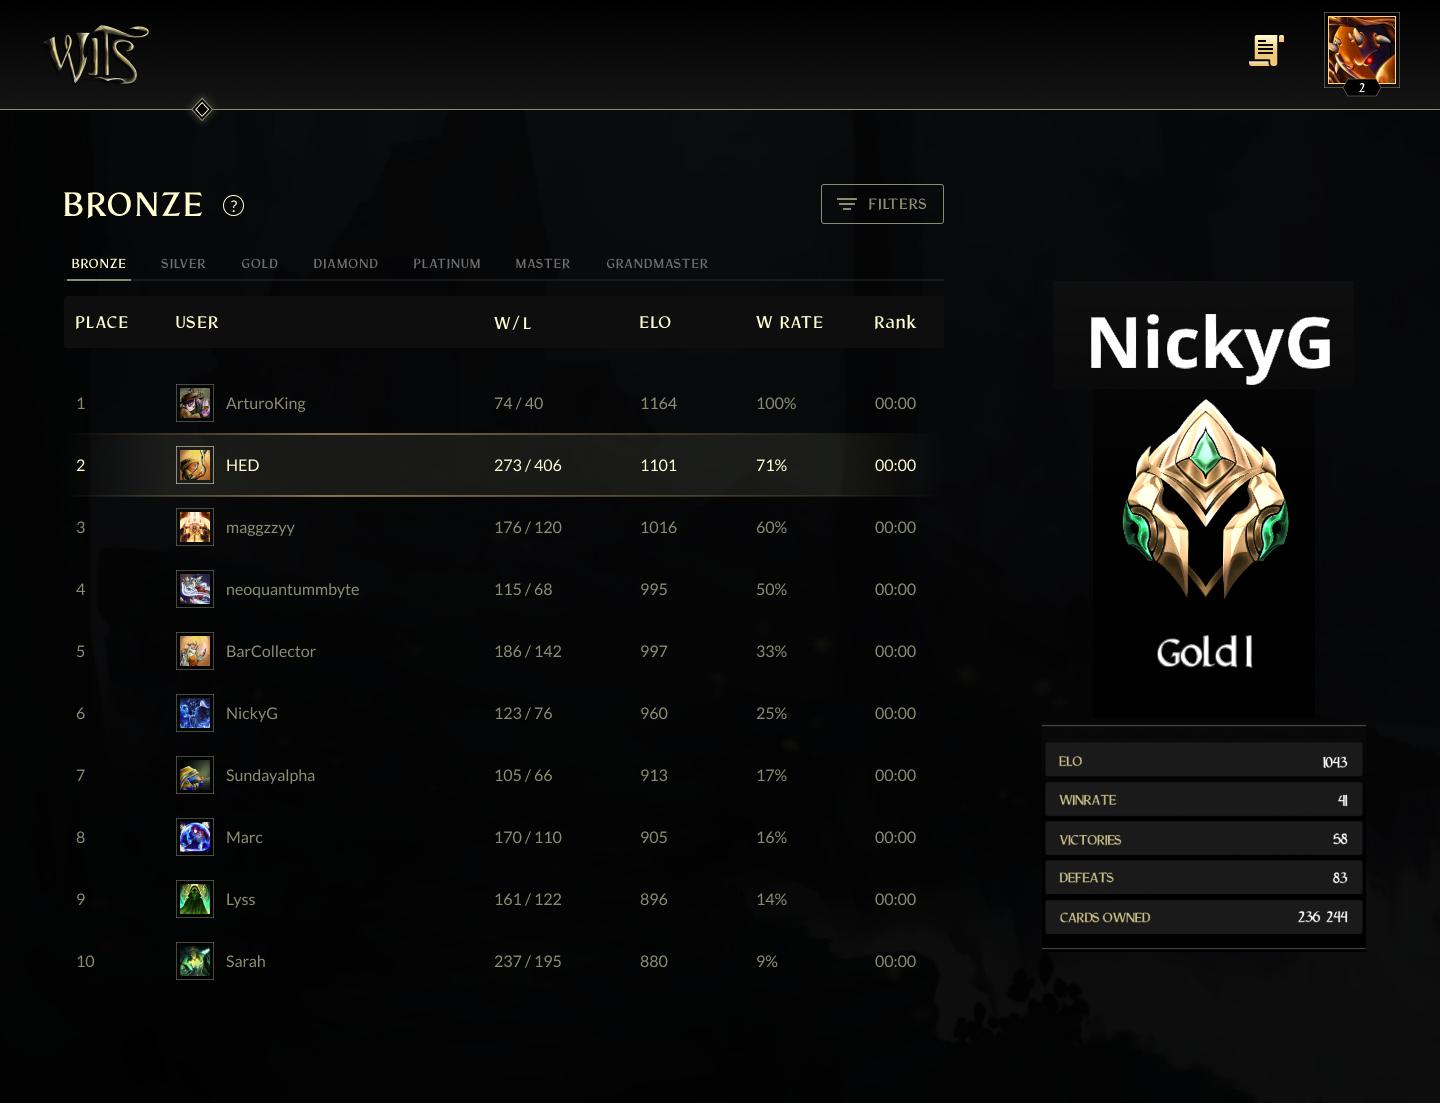 WITS
2
BRONZE ?
FILTERS
BRONZE SILVER GOLD DIAMOND PLATINUM MASTER GRANDMASTER
PLACE USER W/L ELO W RATE Rank
1 ArturoKing 74 / 40 1164 100% 00:00
2 HED 273 / 406 1101 71% 00:00
3 maggzzyy 176 / 120 1016 60% 00:00
4 neoquantummbyte 115 / 68 995 50% 00:00
5 BarCollector 186 / 142 997 33% 00:00
6 NickyG 123 / 76 960 25% 00:00
7 Sundayalpha 105 / 66 913 17% 00:00
8 Marc 170 / 110 905 16% 00:00
9 Lyss 161 / 122 896 14% 00:00
10 Sarah 237 / 195 880 9% 00:00
NickyG
Gold 1
ELO 1043
WINRATE 41
VICTORIES 58
DEFEATS 83
CARDS OWNED 236 244